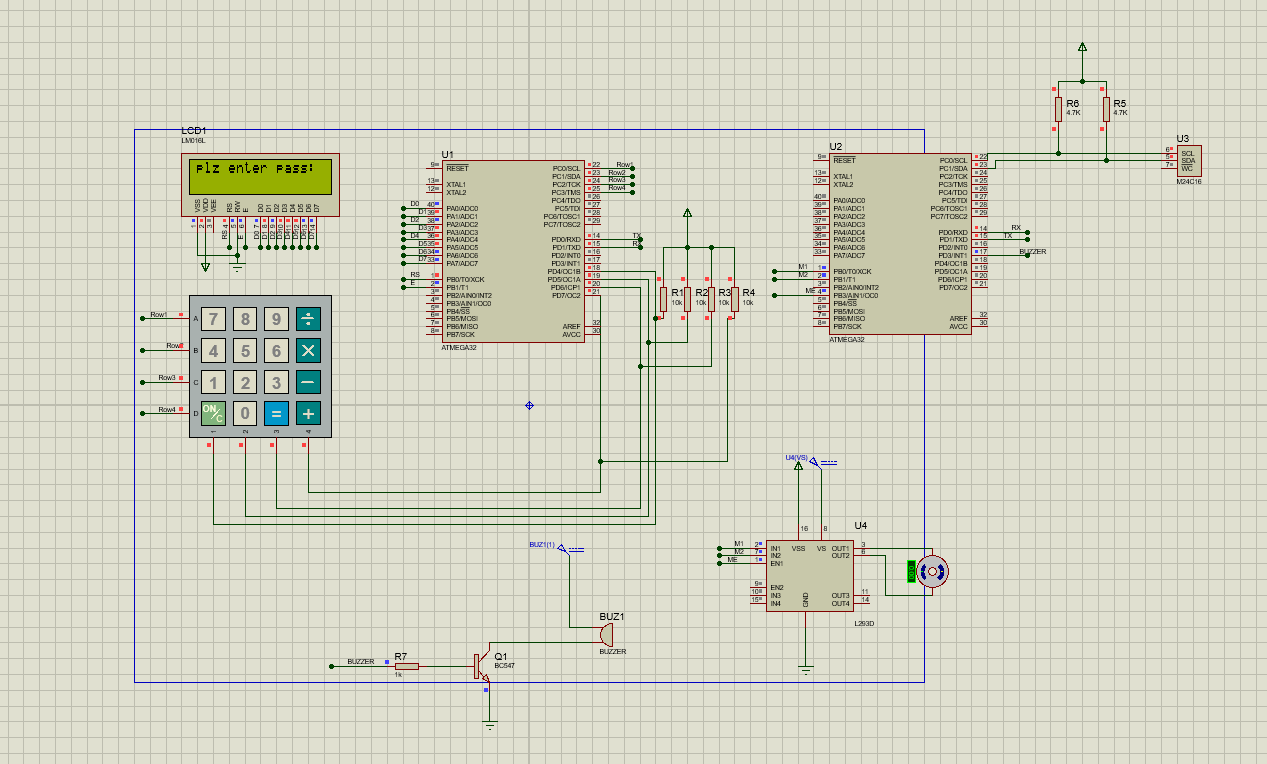 LCD1
LM016L
plz enter pass:
VSS VDD VEE RS RW E D0 D1 D2 D3 D4 D5 D6 D7
1 2 3
7 8 9 ÷
4 5 6 ×
1 2 3 −
ON/C 0 = +
Row1 A
B
Row3 C
Row4 D
1 2 3 4
U1
9 RESET
13 XTAL1
12 XTAL2
D0 40 PA0/ADC0
D1 39 PA1/ADC1
D2 38 PA2/ADC2
D3 37 PA3/ADC3
D4 36 PA4/ADC4
D5 35 PA5/ADC5
D6 34 PA6/ADC6
D7 33 PA7/ADC7
RS 1 PB0/T0/XCK
E 2 PB1/T1
3 PB2/AIN0/INT2
4 PB3/AIN1/OC0
5 PB4/SS
6 PB5/MOSI
7 PB6/MISO
8 PB7/SCK
PC0/SCL 22 Row1
PC1/SDA 23 Row2
PC2/TCK 24 Row3
PC3/TMS 25 Row4
PC4/TDO 26
PC5/TDI 27
PC6/TOSC1 28
PC7/TOSC2 29
PD0/RXD 14 TX
PD1/TXD 15
PD2/INT0 16
PD3/INT1 17
PD4/OC1B 18
PD5/OC1A 19
PD6/ICP1 20
PD7/OC2 21
AREF 32
AVCC 30
ATMEGA32
R1 10k
R2 10k
R3 10k
R4 10k
U2
9 RESET
13 XTAL1
12 XTAL2
40 PA0/ADC0
39 PA1/ADC1
38 PA2/ADC2
37 PA3/ADC3
36 PA4/ADC4
35 PA5/ADC5
34 PA6/ADC6
33 PA7/ADC7
M1 1 PB0/T0/XCK
M2 2 PB1/T1
3 PB2/AIN0/INT2
ME 4 PB3/AIN1/OC0
5 PB4/SS
6 PB5/MOSI
7 PB6/MISO
8 PB7/SCK
PC0/SCL 22
PC1/SDA 23
PC2/TCK 24
PC3/TMS 25
PC4/TDO 26
PC5/TDI 27
PC6/TOSC1 28
PC7/TOSC2 29
PD0/RXD 14 RX
PD1/TXD 15 TX
PD2/INT0 16
PD3/INT1 17 BUZZER
PD4/OC1B 18
PD5/OC1A 19
PD6/ICP1 20
PD7/OC2 21
AREF 32
AVCC 30
ATMEGA32
R6
4.7K
R5
4.7K
U3
6 SCL
5 SDA
7 WC
M24C16
U4(VS)
16 8 U4
M1 2 IN1 VSS VS OUT1 3
M2 7 IN2 OUT2 6
ME 1 EN1
9 EN2
10 IN3 OUT3 11
15 IN4 OUT4 14
GND
L293D
BUZ1(1)
BUZ1
BUZZER
BUZZER
R7
1k
Q1
BC547